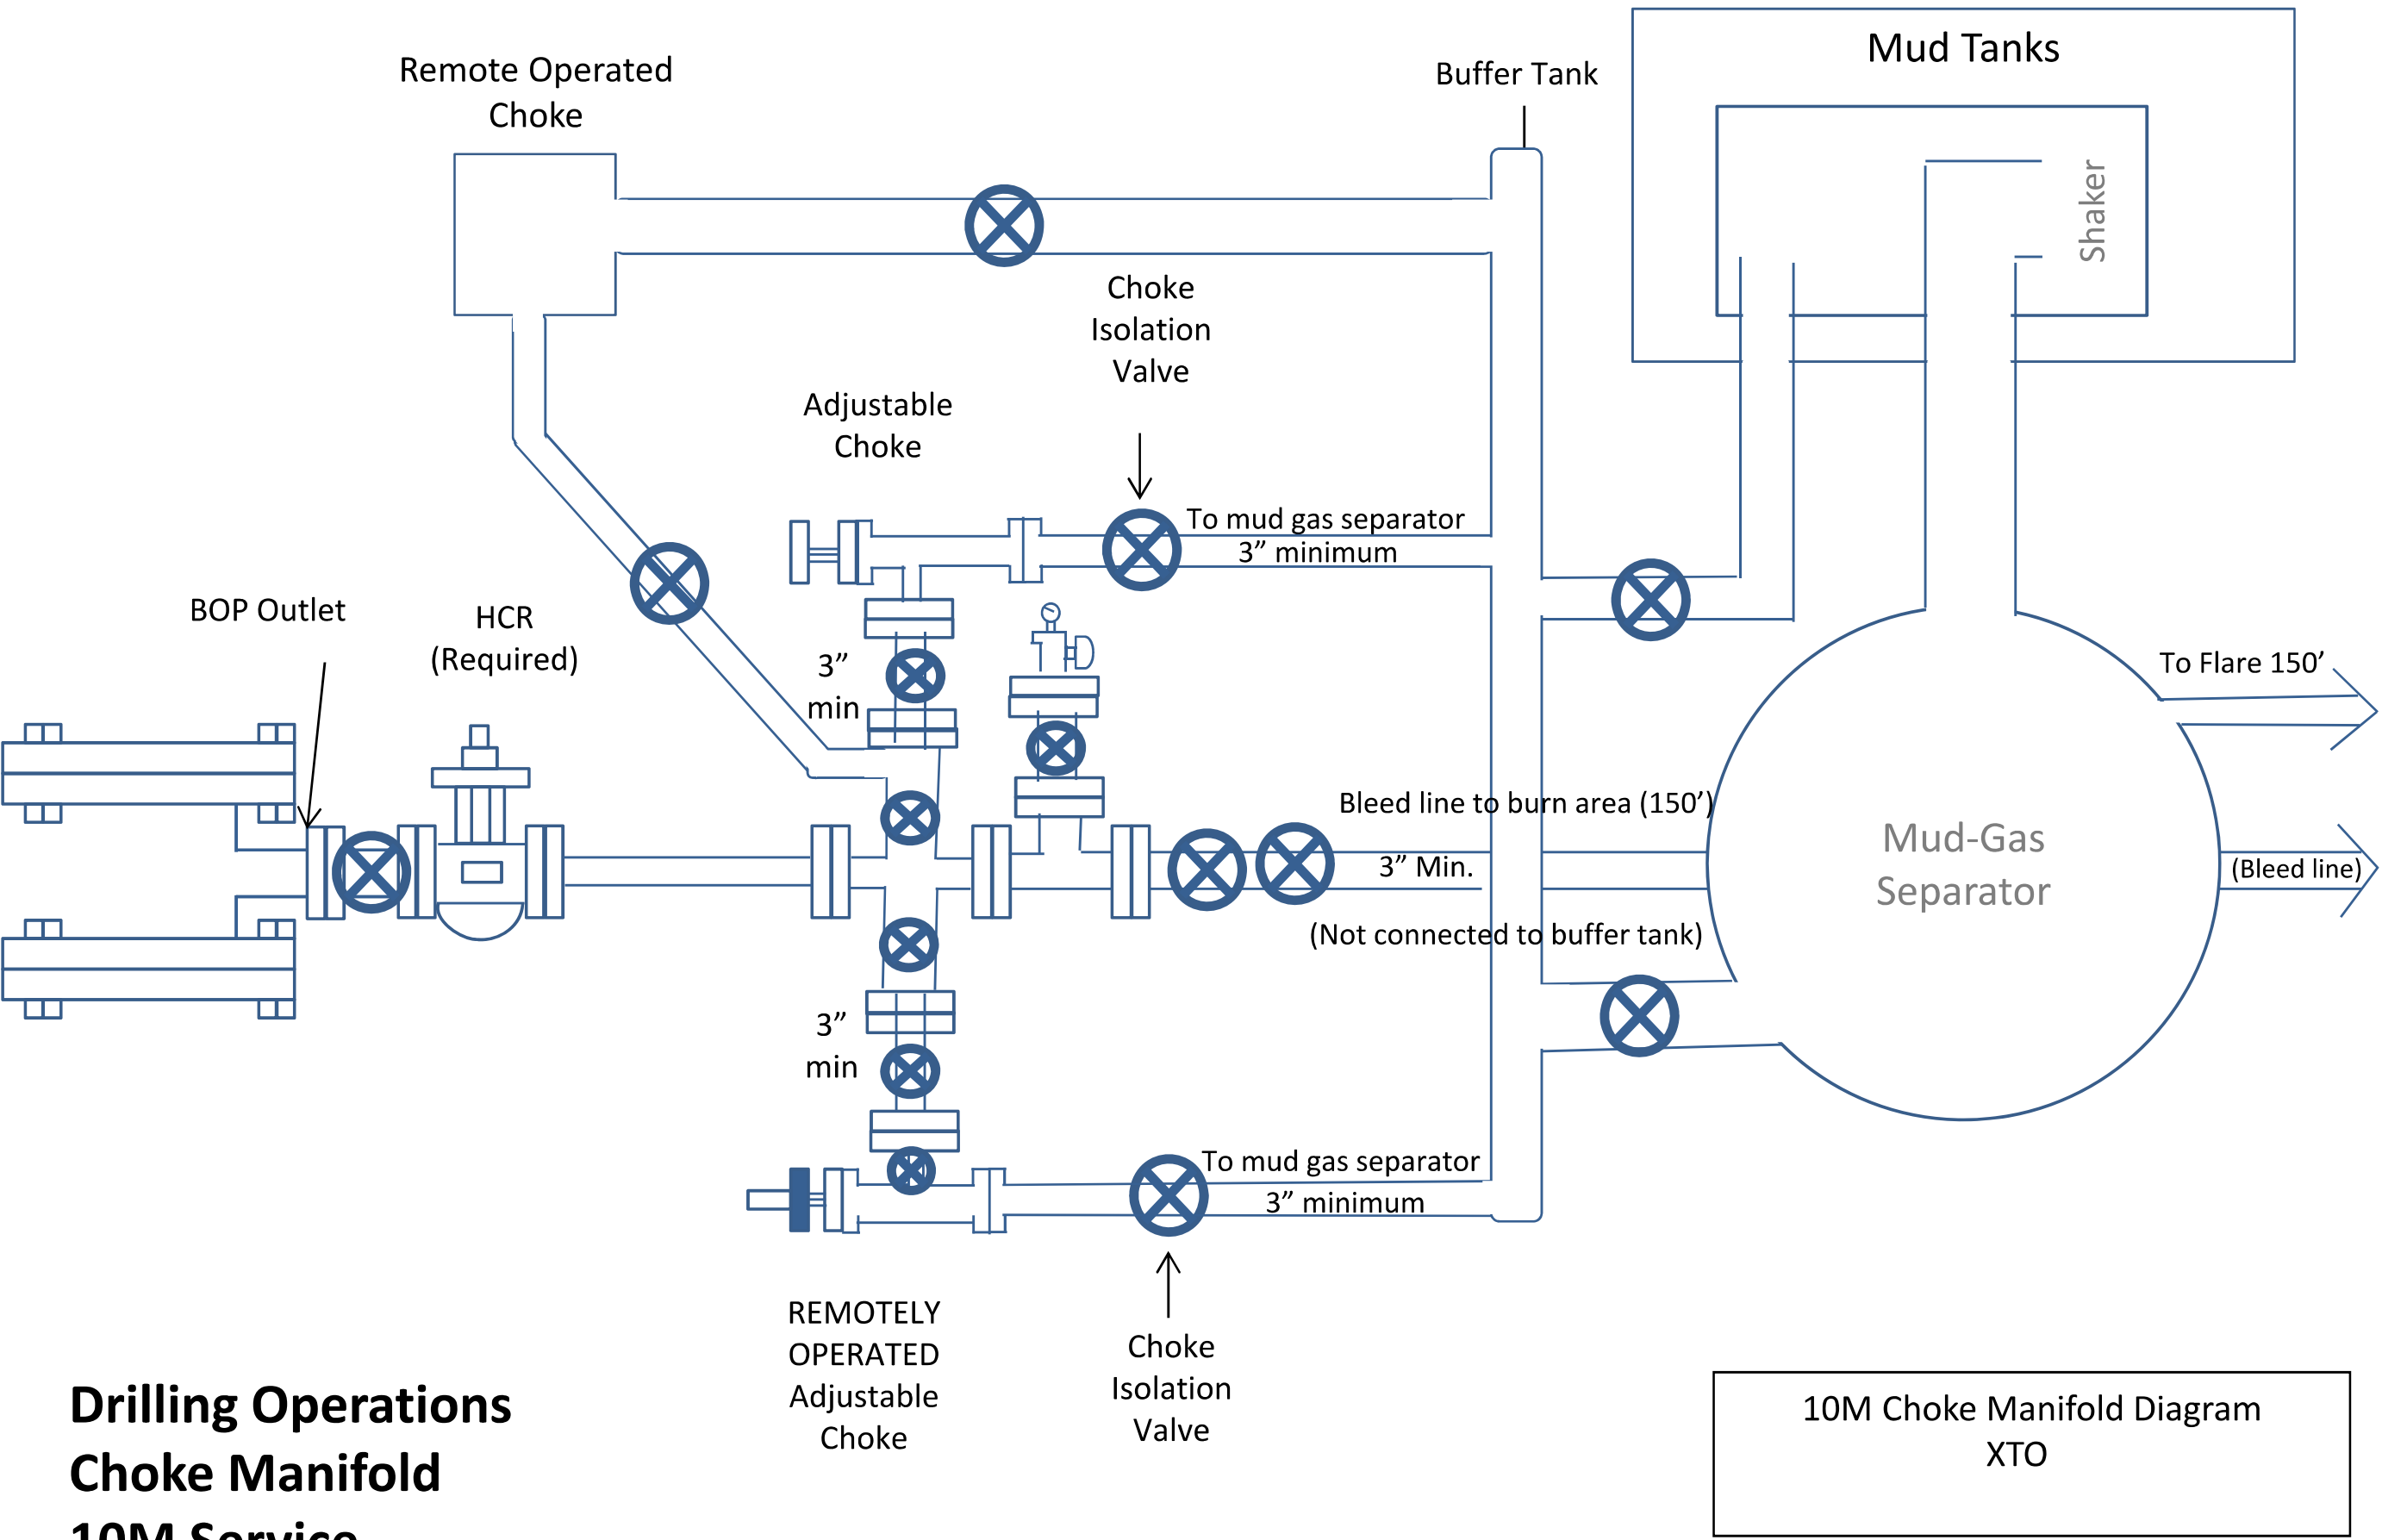 Remote Operated
Choke
Buffer Tank
Mud Tanks
Shaker
Choke
Isolation
Valve
Adjustable
Choke
To mud gas separator
3” minimum
BOP Outlet
HCR
(Required)
3”
min
To Flare 150’
Bleed line to burn area (150’)
3” Min.
(Not connected to buffer tank)
Mud-Gas
Separator
(Bleed line)
3”
min
To mud gas separator
3” minimum
REMOTELY
OPERATED
Adjustable
Choke
Choke
Isolation
Valve
Drilling Operations
Choke Manifold
10M Service
10M Choke Manifold Diagram
XTO